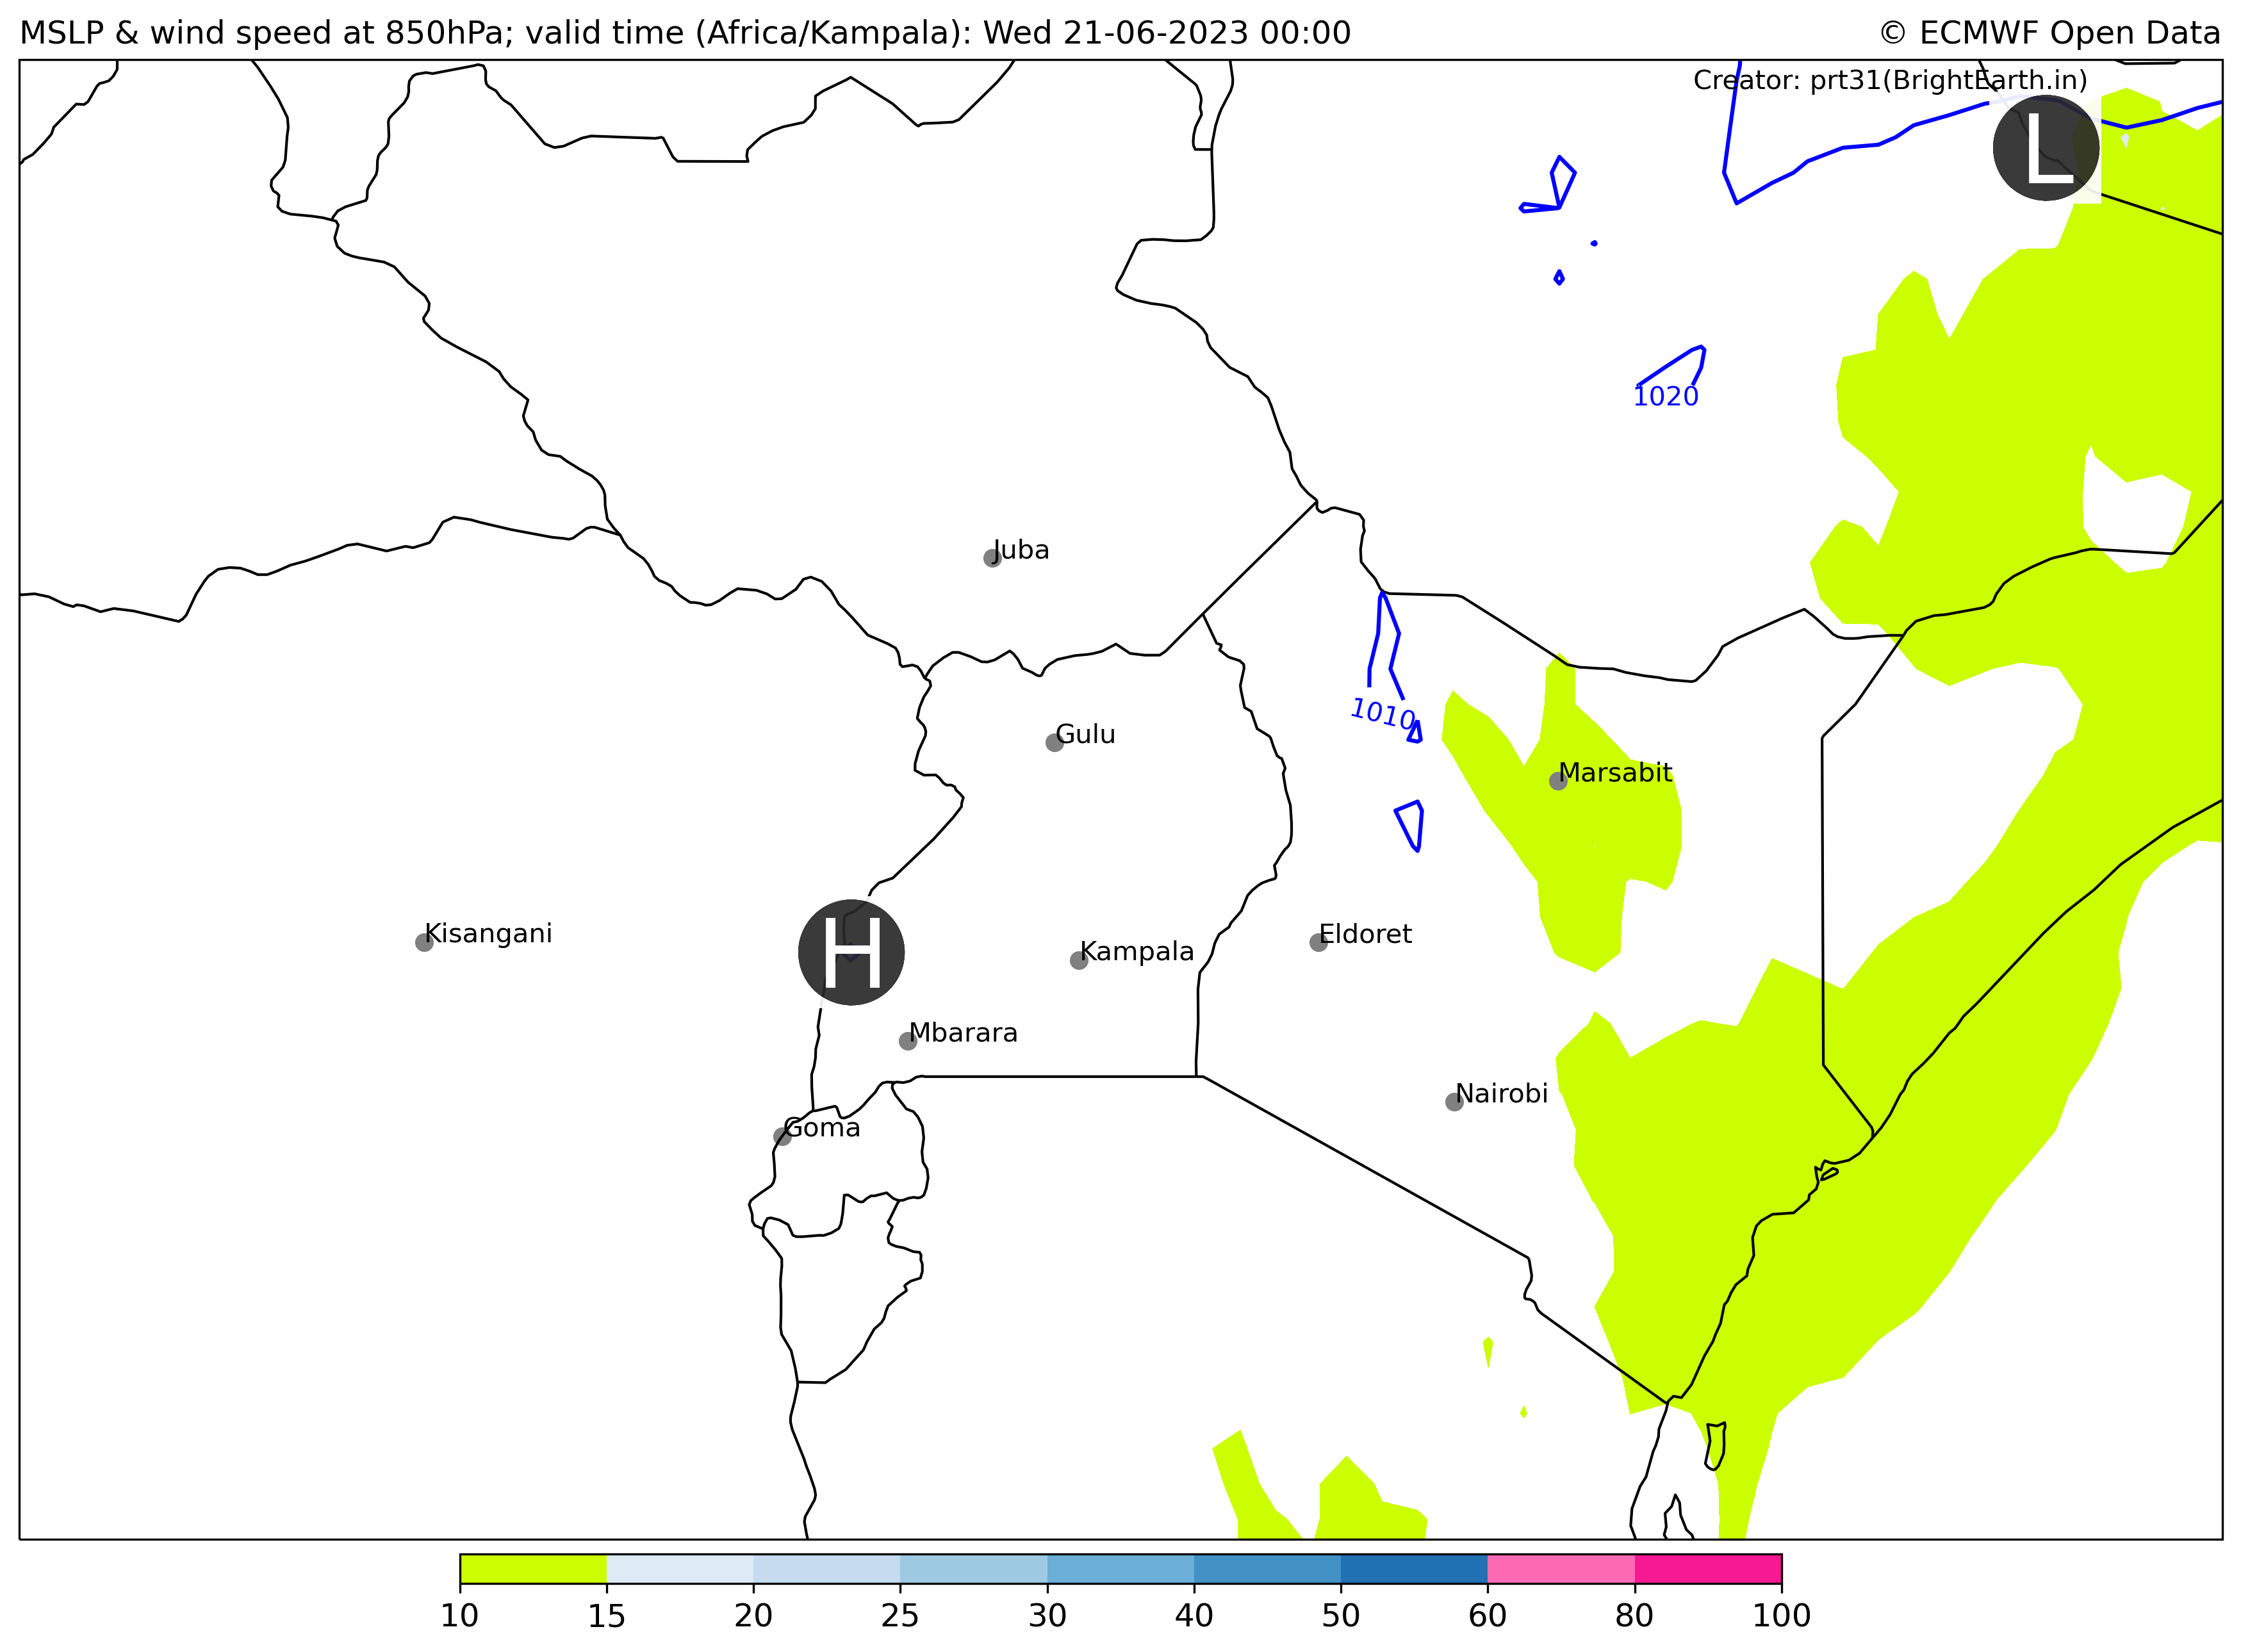 MSLP & wind speed at 850hPa; valid time (Africa/Kampala): Wed 21-06-2023 00:00
© ECMWF Open Data
Creator: prt31(BrightEarth.in)
L
1020
Juba
1010
Gulu
Marsabit
Kisangani
H
Kampala
Eldoret
Mbarara
Nairobi
Goma
10 15 20 25 30 40 50 60 80 100